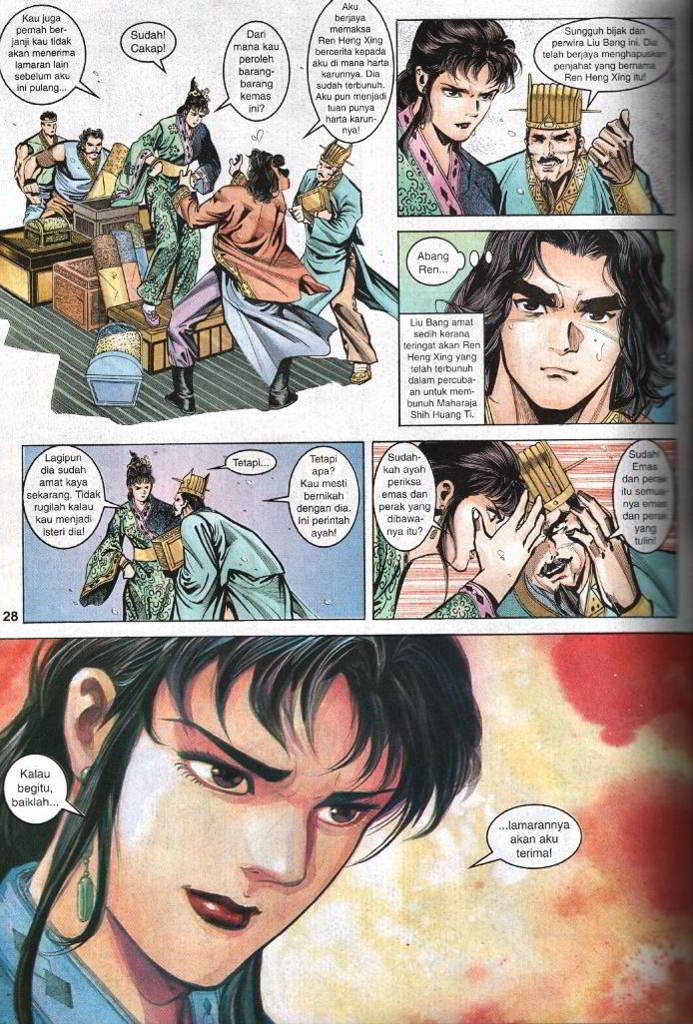 Kau juga
pernah ber-
janji kau tidak
akan menerima
lamaran lain
sebelum aku
ini pulang...
Sudah!
Cakap!
Dari
mana kau
peroleh
barang-
barang
kemas
ini?
Aku
berjaya
memaksa
Ren Heng Xing
bercerita kepada
aku di mana harta
karunnya. Dia
sudah terbunuh.
Aku pun menjadi
tuan punya
harta karun-
nya!
Sungguh bijak dan
perwira Liu Bang ini. Dia
telah berjaya menghapuskan
penjahat yang bernama
Ren Heng Xing itu!
Abang
Ren...
Liu Bang amat
sedih kerana
teringat akan Ren
Heng Xing yang
telah terbunuh
dalam percuba-
an untuk mem-
bunuh Maharaja
Shih Huang Ti.
Lagipun
dia sudah
amat kaya
sekarang. Tidak
rugilah kalau
kau menjadi
isteri dia!
Tetapi...
Tetapi
apa?
Kau mesti
bernikah
dengan dia.
Ini perintah
ayah!
Sudah-
kah ayah
periksa
emas dan
perak
yang
dibawa-
nya itu?
Sudah!
Emas
dan perak
itu semua-
nya emas
dan perak
yang
tulin!
28
Kalau
begitu,
baiklah...
...lamarannya
akan aku
terima!